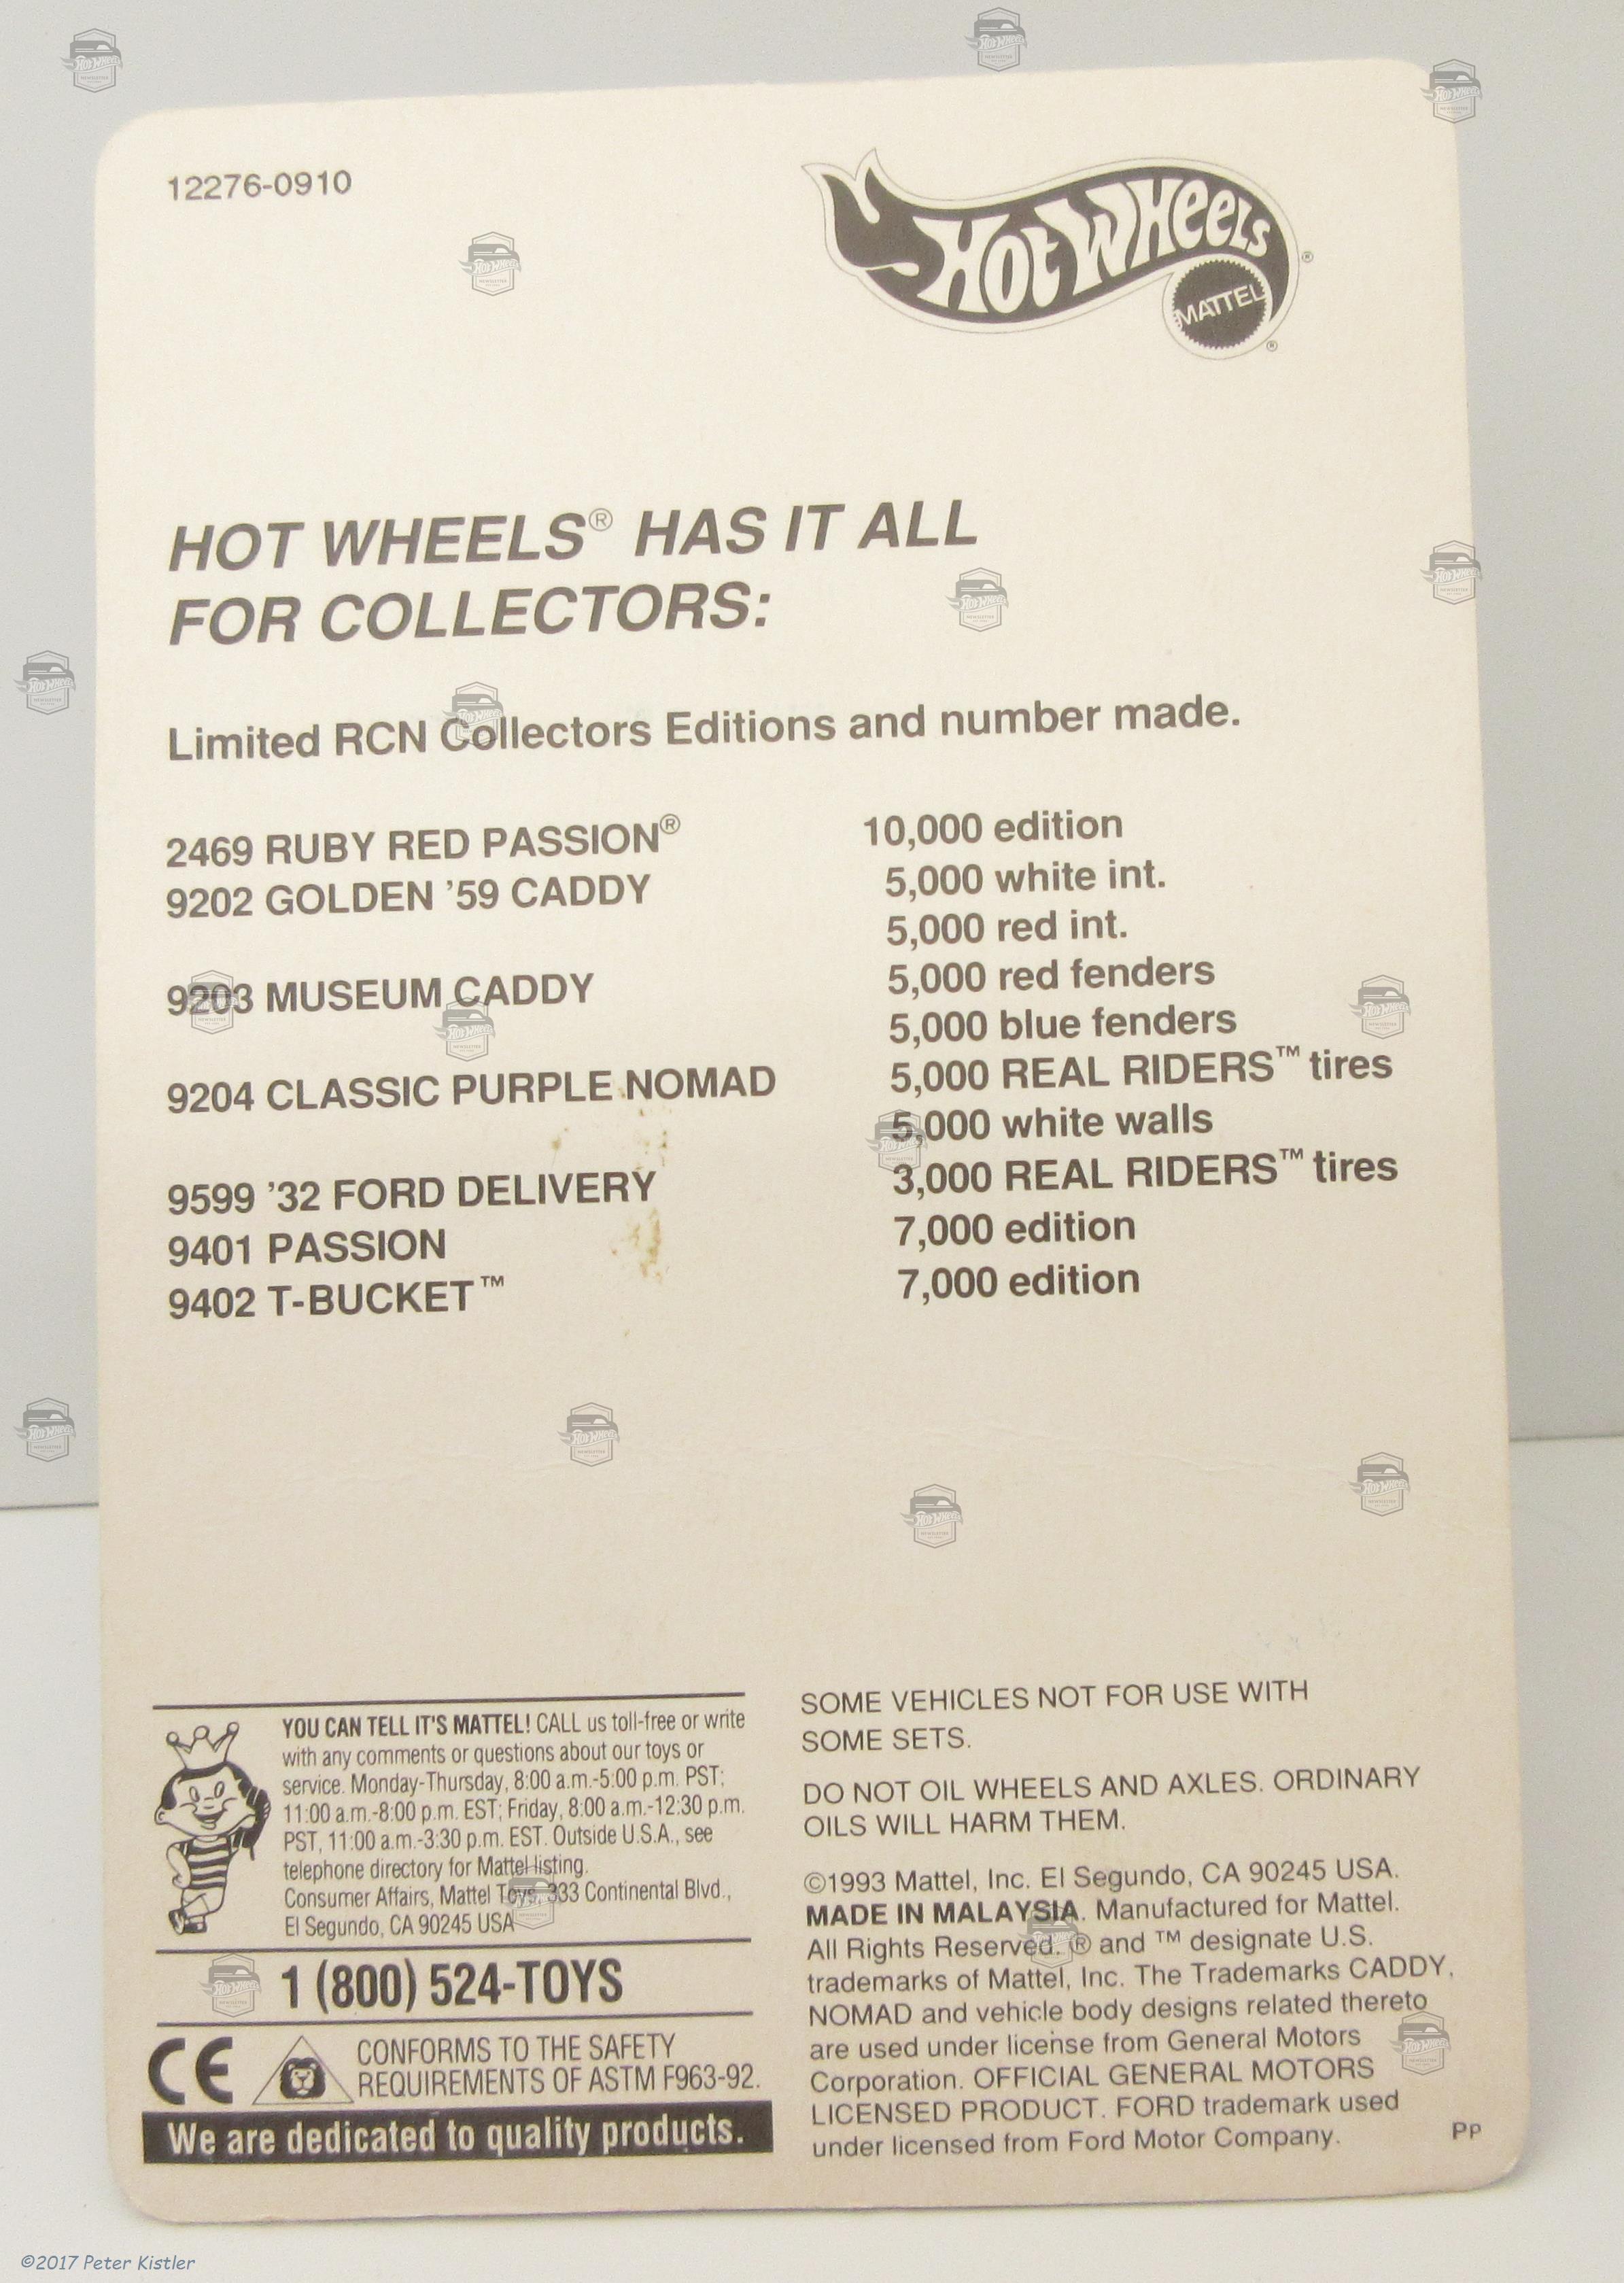 12276-0910
Hot Wheels®
MATTEL®
HOT WHEELS® HAS IT ALL
FOR COLLECTORS:
Limited RCN Collectors Editions and number made.
2469 RUBY RED PASSION® 10,000 edition
9202 GOLDEN '59 CADDY 5,000 white int.
5,000 red int.
9203 MUSEUM CADDY 5,000 red fenders
5,000 blue fenders
9204 CLASSIC PURPLE NOMAD 5,000 REAL RIDERS™ tires
5,000 white walls
9599 '32 FORD DELIVERY 3,000 REAL RIDERS™ tires
9401 PASSION 7,000 edition
9402 T-BUCKET™ 7,000 edition
YOU CAN TELL IT'S MATTEL! CALL us toll-free or write
with any comments or questions about our toys or
service. Monday-Thursday, 8:00 a.m.-5:00 p.m. PST;
11:00 a.m.-8:00 p.m. EST; Friday, 8:00 a.m.-12:30 p.m.
PST, 11:00 a.m.-3:30 p.m. EST. Outside U.S.A., see
telephone directory for Mattel listing.
Consumer Affairs, Mattel Toys, 333 Continental Blvd.,
El Segundo, CA 90245 USA
1 (800) 524-TOYS
CE
CONFORMS TO THE SAFETY
REQUIREMENTS OF ASTM F963-92.
We are dedicated to quality products.
SOME VEHICLES NOT FOR USE WITH
SOME SETS.
DO NOT OIL WHEELS AND AXLES. ORDINARY
OILS WILL HARM THEM.
©1993 Mattel, Inc. El Segundo, CA 90245 USA.
MADE IN MALAYSIA. Manufactured for Mattel.
All Rights Reserved. ® and ™ designate U.S.
trademarks of Mattel, Inc. The Trademarks CADDY,
NOMAD and vehicle body designs related thereto
are used under license from General Motors
Corporation. OFFICIAL GENERAL MOTORS
LICENSED PRODUCT. FORD trademark used
under licensed from Ford Motor Company.
PP
©2017 Peter Kistler